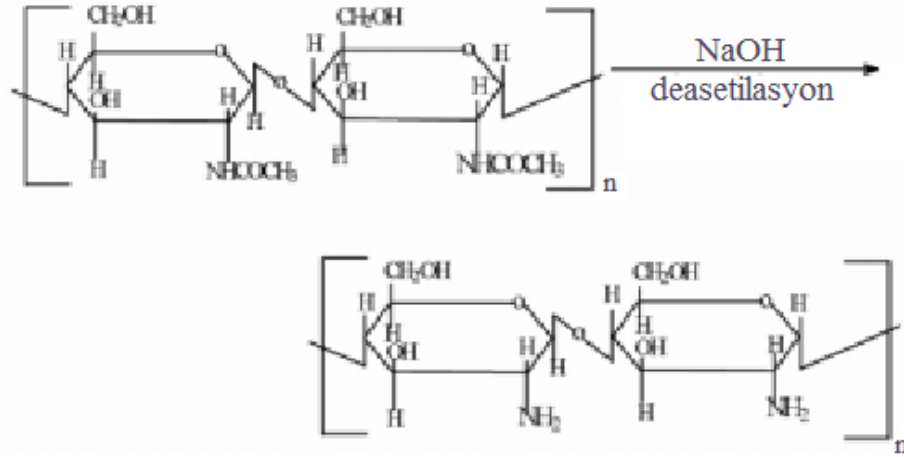 CH₂OH CH₂OH
H O H O H
H H
OH H O OH H
H
H NHCOCH₃ H NHCOCH₃
n
NaOH
deasetilasyon
CH₂OH CH₂OH
H O H O H
H H
OH H O OH H
H
H NH₂ H NH₂
n